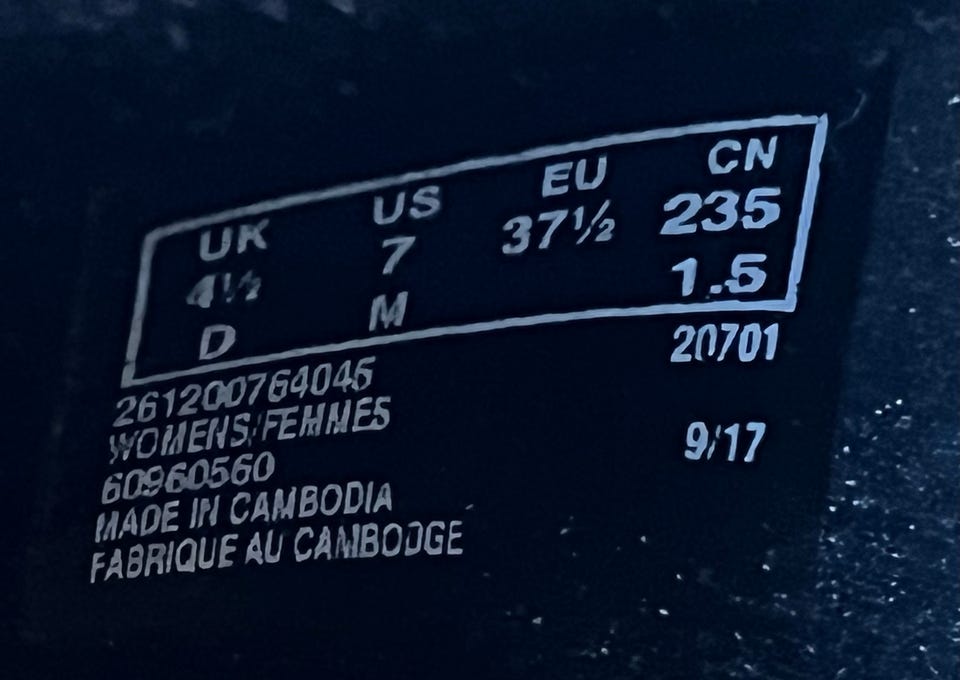 UK US EU CN
4½ 7 37½ 235
D M 1.5
261200764045 20701
WOMENS/FEMMES
60960560 9/17
MADE IN CAMBODIA
FABRIQUE AU CAMBODGE